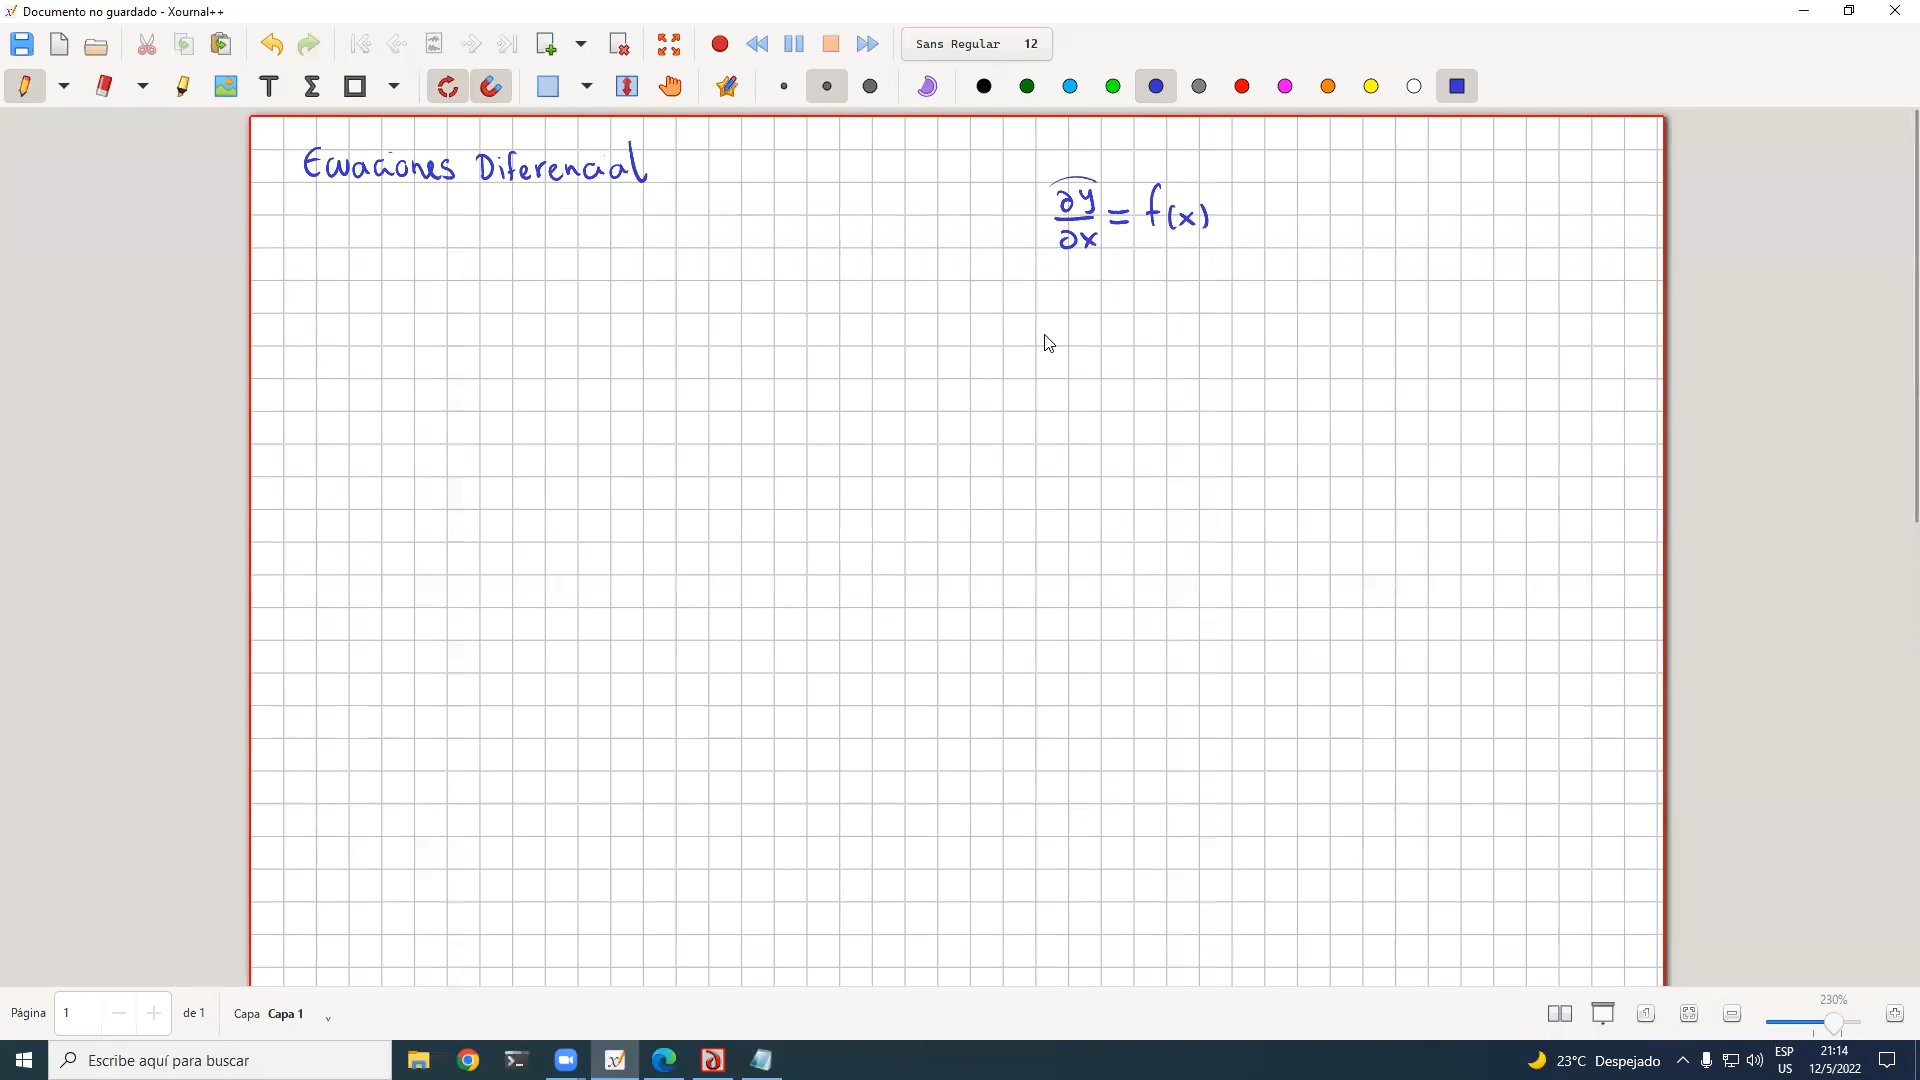 Documento no guardado - Xournal++
Sans Regular 12
Ecuaciones Diferencial
∂y
∂x = f(x)
Página 1 de 1 Capa Capa 1
230%
Escribe aquí para buscar
23°C Despejado
ESP
US
21:14
12/5/2022